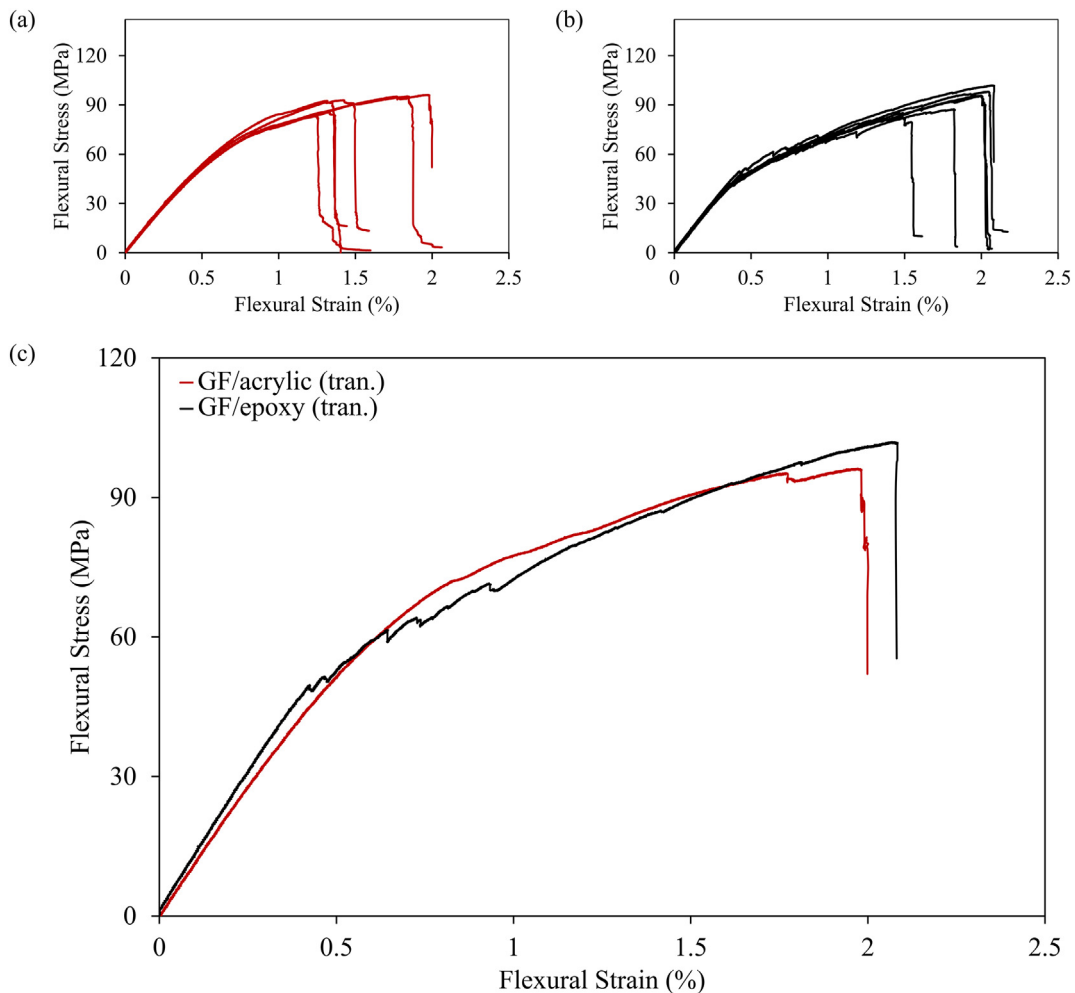 (a)
Flexural Stress (MPa)
120
90
60
30
0
0 0.5 1 1.5 2 2.5
Flexural Strain (%)
(b)
Flexural Stress (MPa)
120
90
60
30
0
0 0.5 1 1.5 2 2.5
Flexural Strain (%)
(c)
Flexural Stress (MPa)
120
90
60
30
0
GF/acrylic (tran.)
GF/epoxy (tran.)
0 0.5 1 1.5 2 2.5
Flexural Strain (%)